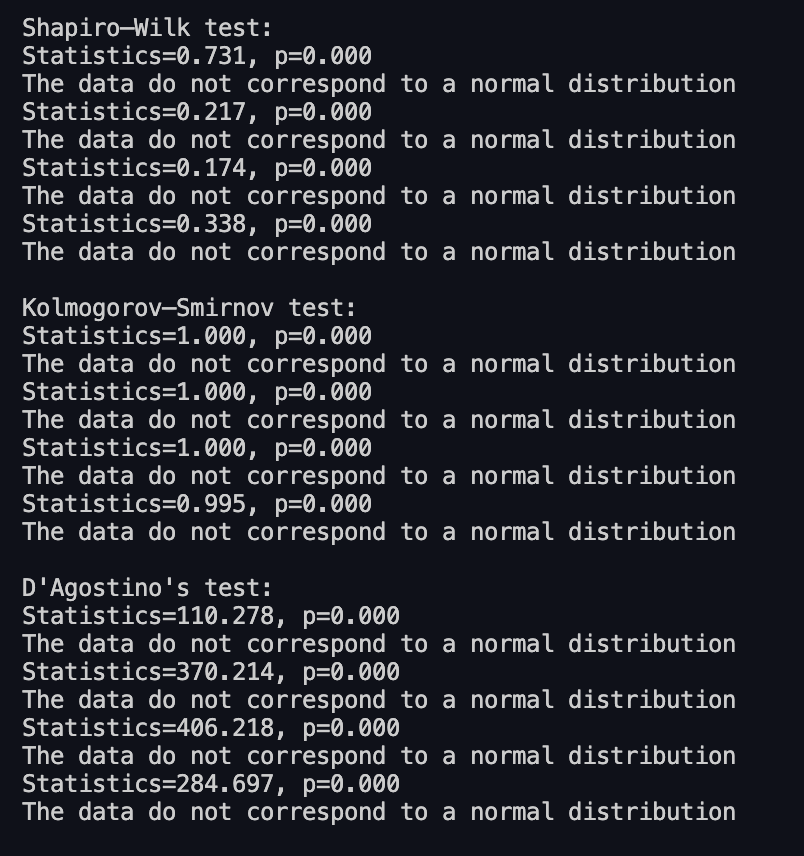 Shapiro–Wilk test:
Statistics=0.731, p=0.000
The data do not correspond to a normal distribution
Statistics=0.217, p=0.000
The data do not correspond to a normal distribution
Statistics=0.174, p=0.000
The data do not correspond to a normal distribution
Statistics=0.338, p=0.000
The data do not correspond to a normal distribution

Kolmogorov–Smirnov test:
Statistics=1.000, p=0.000
The data do not correspond to a normal distribution
Statistics=1.000, p=0.000
The data do not correspond to a normal distribution
Statistics=1.000, p=0.000
The data do not correspond to a normal distribution
Statistics=0.995, p=0.000
The data do not correspond to a normal distribution

D'Agostino's test:
Statistics=110.278, p=0.000
The data do not correspond to a normal distribution
Statistics=370.214, p=0.000
The data do not correspond to a normal distribution
Statistics=406.218, p=0.000
The data do not correspond to a normal distribution
Statistics=284.697, p=0.000
The data do not correspond to a normal distribution